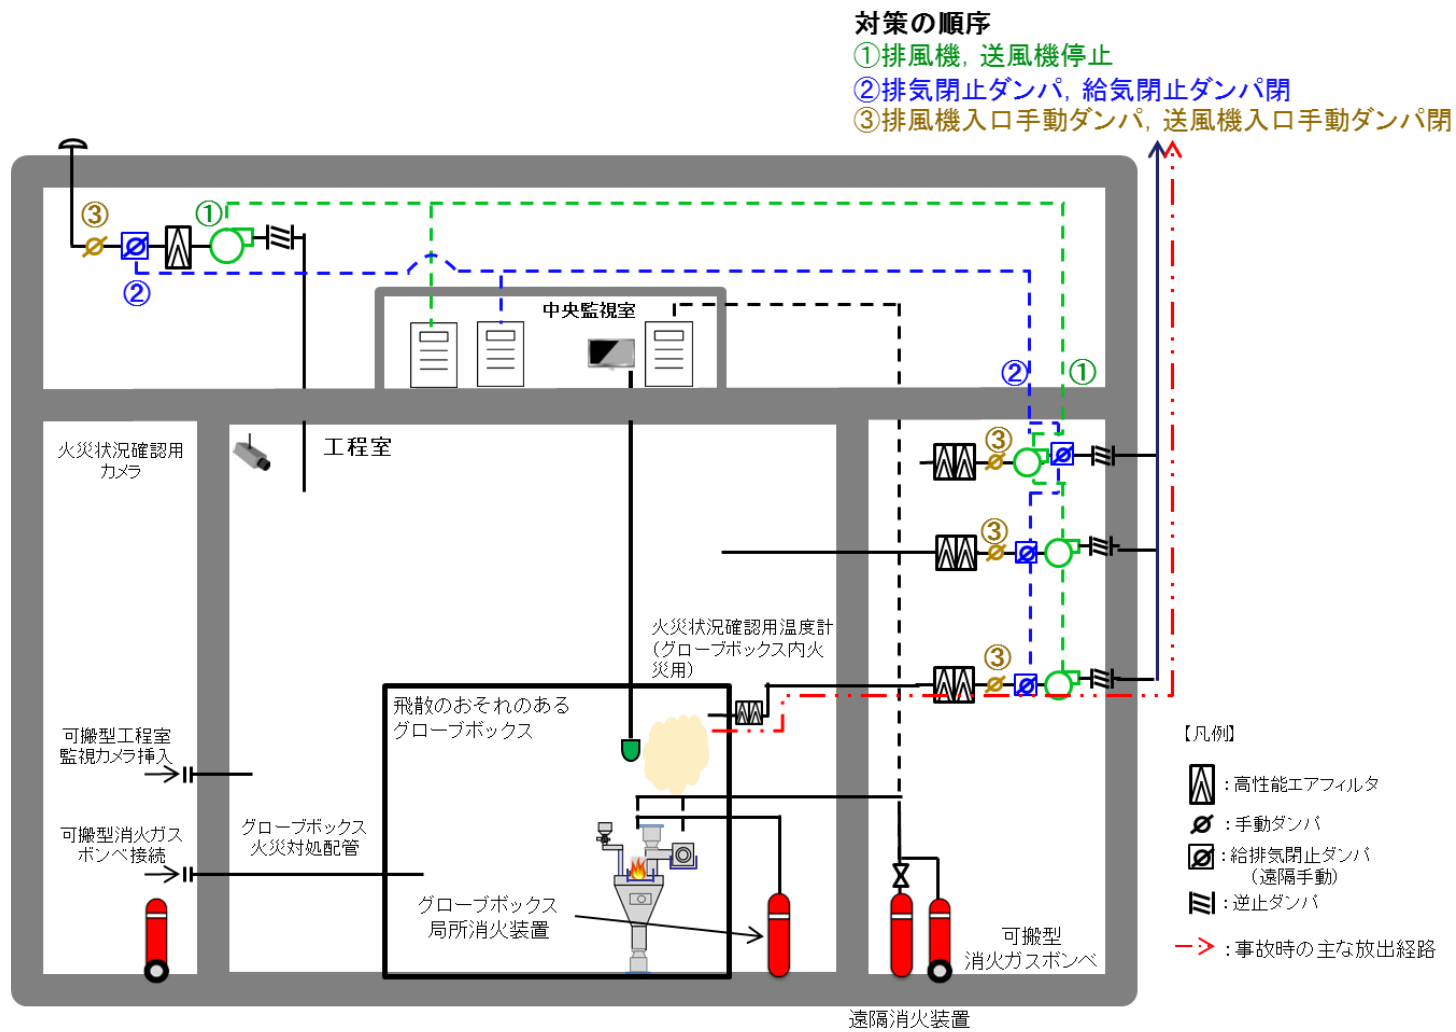 対策の順序
①排風機, 送風機停止
②排気閉止ダンパ, 給気閉止ダンパ閉
③排風機入口手動ダンパ, 送風機入口手動ダンパ閉
③
①
②
中央監視室
②
①
火災状況確認用
カメラ
工程室
③
③
火災状況確認用温度計
(グローブボックス内火
災用)
③
飛散のおそれのある
グローブボックス
可搬型工程室
監視カメラ挿入
可搬型消火ガス
ボンベ接続
グローブボックス
火災対処配管
グローブボックス
局所消火装置
可搬型
消火ガスボンベ
遠隔消火装置
【凡例】
：高性能エアフィルタ
：手動ダンパ
：給排気閉止ダンパ
(遠隔手動)
：逆止ダンパ
：事故時の主な放出経路